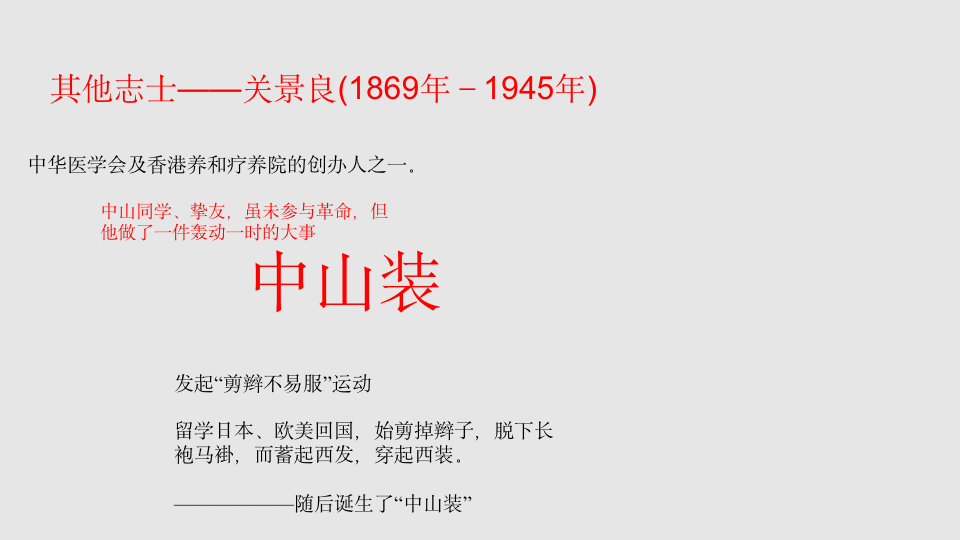 其他志士——关景良(1869年 – 1945年)
中华医学会及香港养和疗养院的创办人之一。
中山同学、挚友，虽未参与革命，但
他做了一件轰动一时的大事
中山装
发起“剪辫不易服”运动
留学日本、欧美回国，始剪掉辫子，脱下长
袍马褂，而蓄起西发，穿起西装。
——————随后诞生了“中山装”